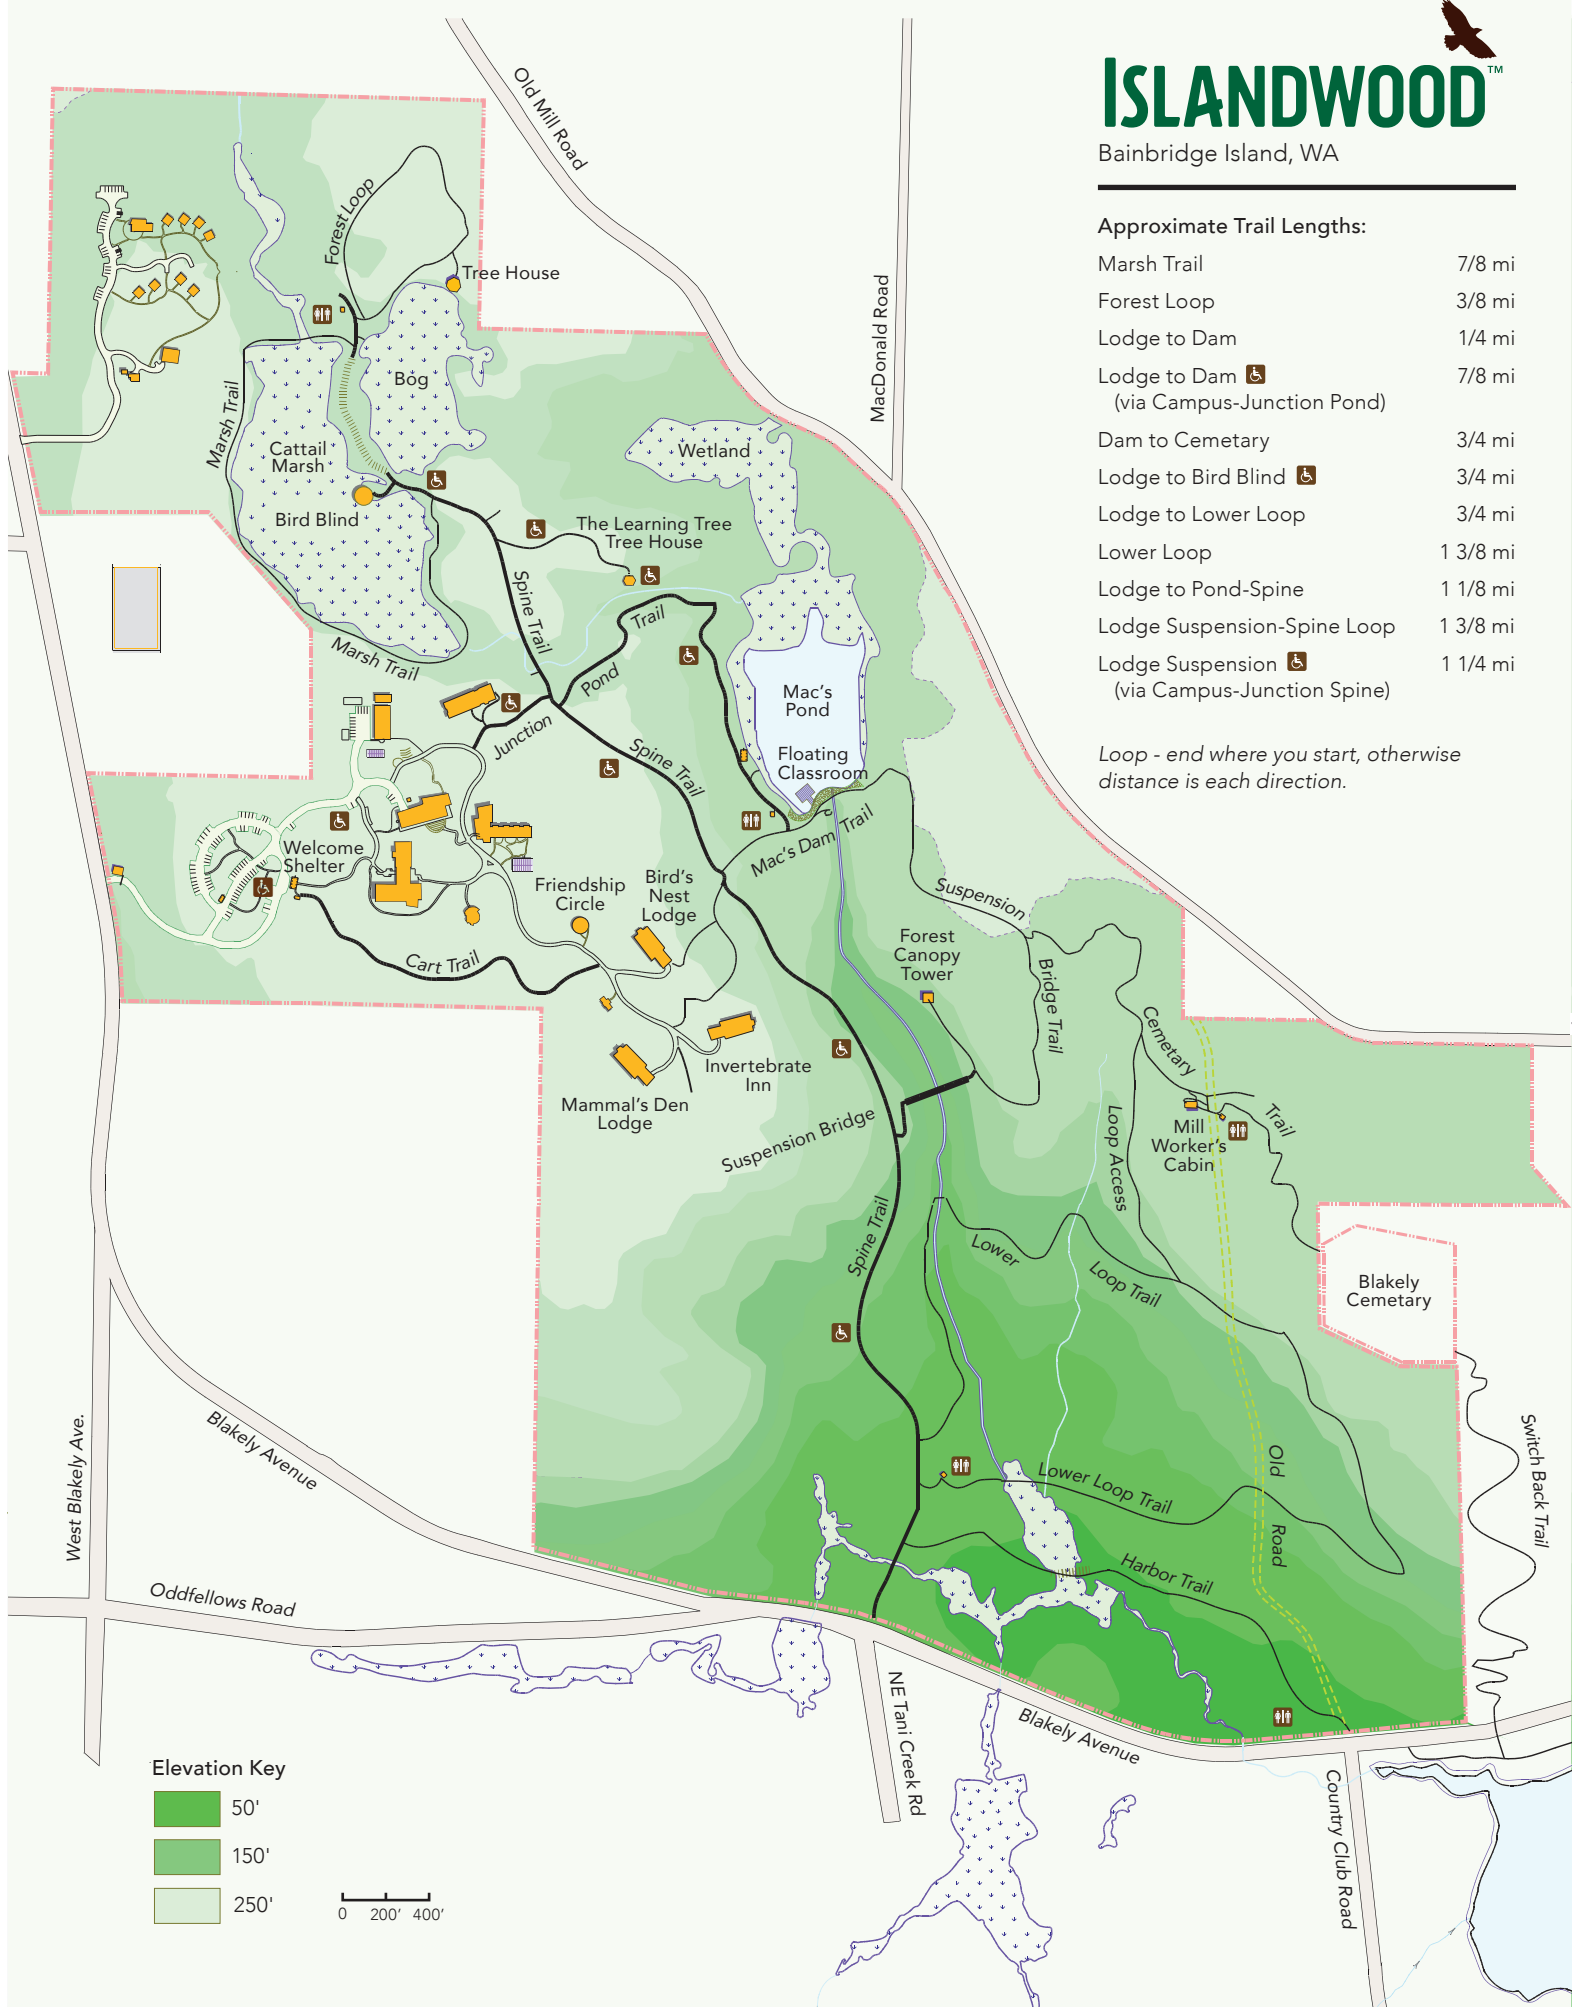 ISLANDWOOD™
Bainbridge Island, WA
Approximate Trail Lengths:
Marsh Trail 7/8 mi
Forest Loop 3/8 mi
Lodge to Dam 1/4 mi
Lodge to Dam 7/8 mi
(via Campus-Junction Pond)
Dam to Cemetary 3/4 mi
Lodge to Bird Blind 3/4 mi
Lodge to Lower Loop 3/4 mi
Lower Loop 1 3/8 mi
Lodge to Pond-Spine 1 1/8 mi
Lodge Suspension-Spine Loop 1 3/8 mi
Lodge Suspension 1 1/4 mi
(via Campus-Junction Spine)
Loop - end where you start, otherwise
distance is each direction.
Old Mill Road
MacDonald Road
Forest Loop
Tree House
Bog
Marsh Trail
Cattail
Marsh
Bird Blind
Wetland
The Learning Tree
Tree House
Spine Trail
Trail
Pond
Marsh Trail
Junction
Mac's
Pond
Floating
Classroom
Spine Trail
Mac's Dam Trail
Welcome
Shelter
Friendship
Circle
Bird's
Nest
Lodge
Suspension
Cart Trail
Forest
Canopy
Tower
Bridge Trail
Cemetary
Trail
Invertebrate
Inn
Mammal's Den
Lodge
Suspension Bridge
Loop Access
Mill
Worker's
Cabin
Spine Trail
Lower
Loop Trail
Blakely
Cemetary
West Blakely Ave.
Blakely Avenue
Old
Road
Lower Loop Trail
Switch Back Trail
Harbor Trail
Oddfellows Road
NE Tani Creek Rd
Blakely Avenue
Country Club Road
Elevation Key
50'
150'
250'
0 200' 400'